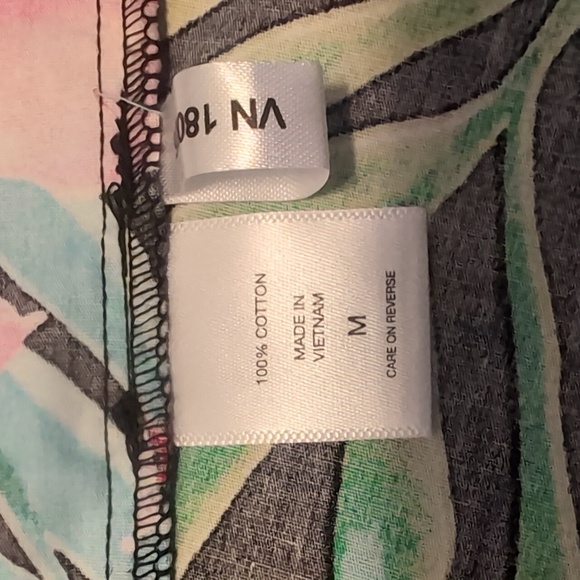 VN 180
100% COTTON
MADE IN
VIETNAM
M
CARE ON REVERSE